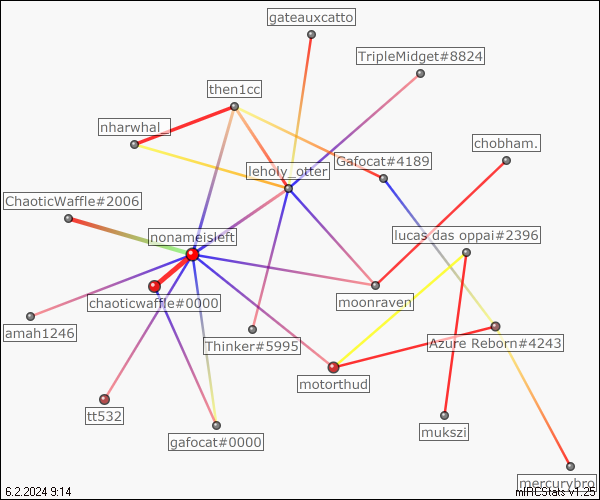 gateauxcatto
TripleMidget#8824
then1cc
nharwhal_
chobham.
Gafocat#4189
leholy_otter
ChaoticWaffle#2006
lucas das oppai#2396
nonameisleft
chaoticwaffle#0000
moonraven
amah1246
Thinker#5995
Azure Reborn#4243
motorthud
tt532
mukszi
gafocat#0000
mercurybro
6.2.2024 9:14
mIRCStats v1.25